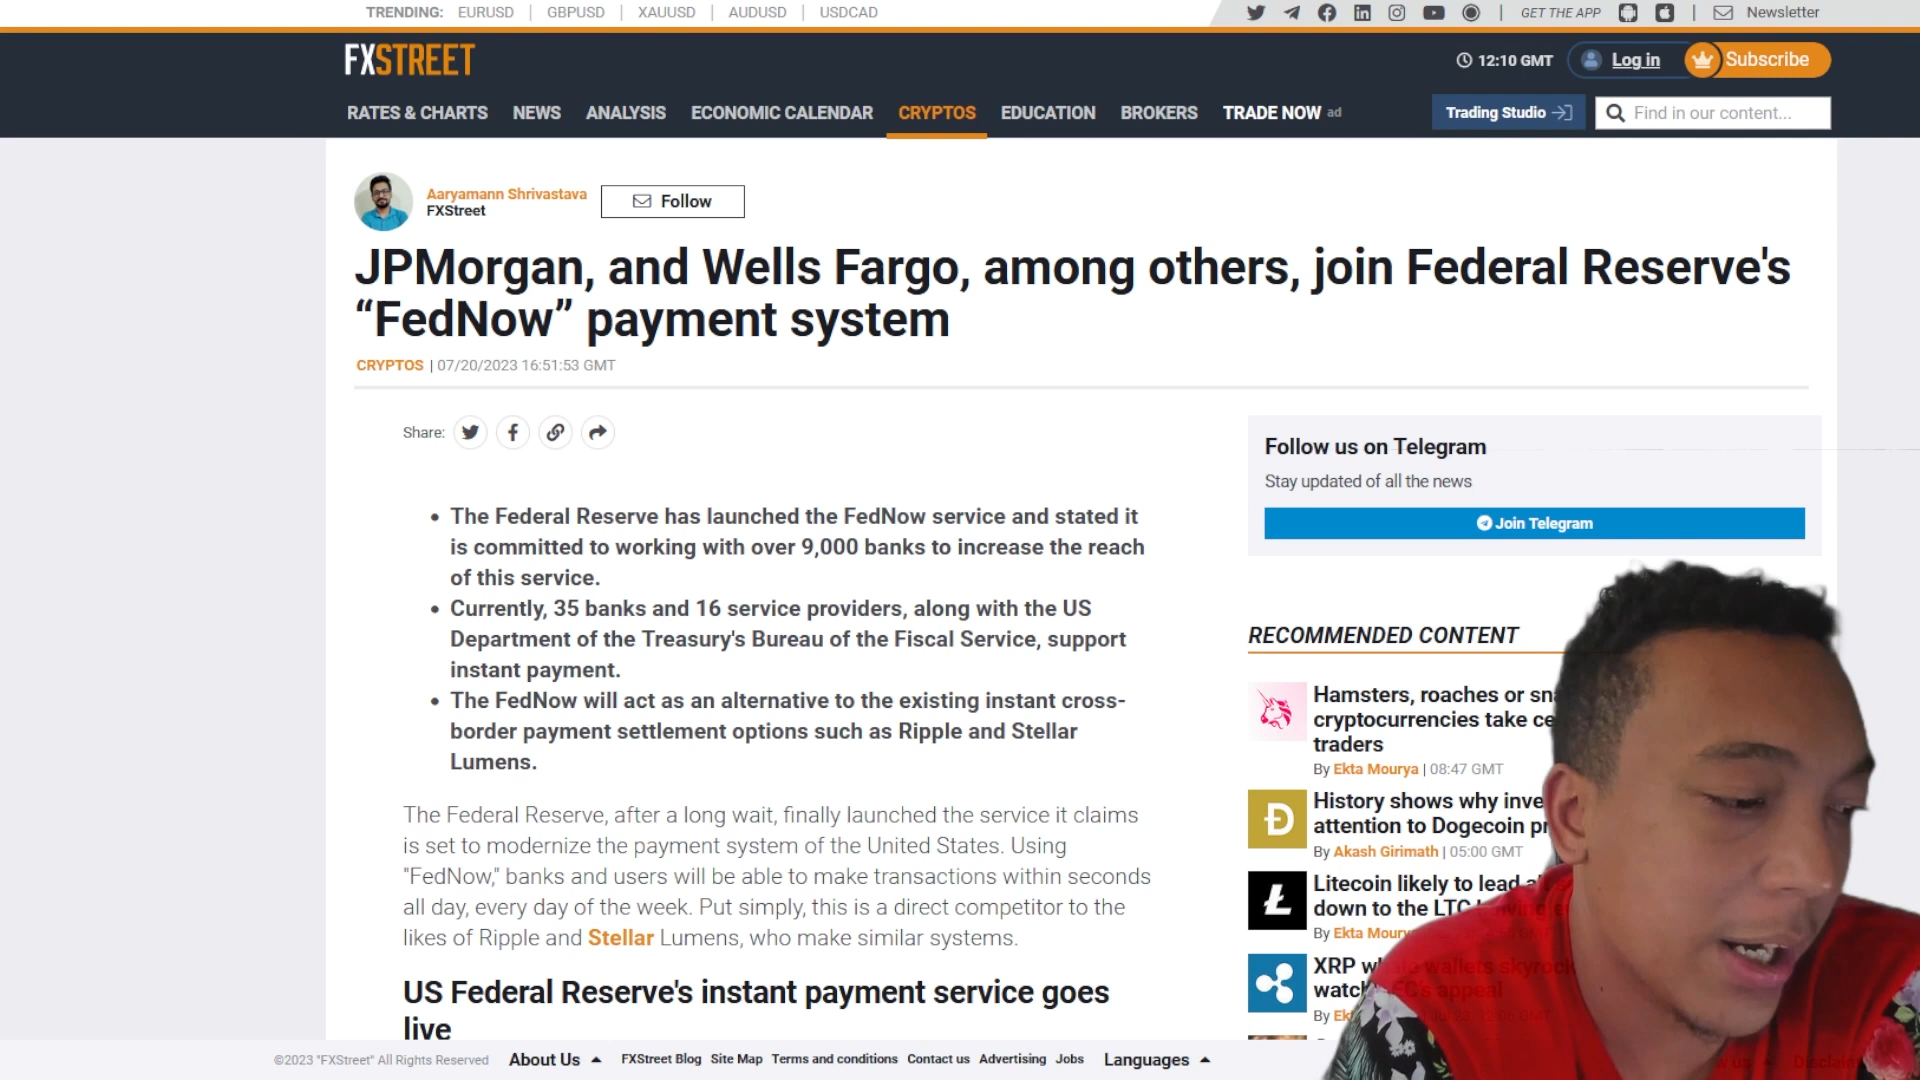 TRENDING: EURUSD | GBPUSD | XAUUSD | AUDUSD | USDCAD
GET THE APP | Newsletter
FXSTREET
12:10 GMT Log in Subscribe
RATES & CHARTS NEWS ANALYSIS ECONOMIC CALENDAR CRYPTOS EDUCATION BROKERS TRADE NOW ad Trading Studio Find in our content...
Aaryamann Shrivastava
FXStreet
Follow
JPMorgan, and Wells Fargo, among others, join Federal Reserve's
“FedNow” payment system
CRYPTOS | 07/20/2023 16:51:53 GMT
Share:
• The Federal Reserve has launched the FedNow service and stated it
is committed to working with over 9,000 banks to increase the reach
of this service.
• Currently, 35 banks and 16 service providers, along with the US
Department of the Treasury's Bureau of the Fiscal Service, support
instant payment.
• The FedNow will act as an alternative to the existing instant cross-
border payment settlement options such as Ripple and Stellar
Lumens.
The Federal Reserve, after a long wait, finally launched the service it claims
is set to modernize the payment system of the United States. Using
"FedNow," banks and users will be able to make transactions within seconds
all day, every day of the week. Put simply, this is a direct competitor to the
likes of Ripple and Stellar Lumens, who make similar systems.
US Federal Reserve's instant payment service goes
live
Follow us on Telegram
Stay updated of all the news
Join Telegram
RECOMMENDED CONTENT
Hamsters, roaches or
cryptocurrencies take
traders
By Ekta Mourya | 08:47 GMT
History shows why
attention to Dogecoin
By Akash Girimath | 05:00 GMT
Litecoin likely to lead
down to the LTC
By Ekta
XRP whale wallets
appeal
By
©2023 "FXStreet" All Rights Reserved About Us FXStreet Blog Site Map Terms and conditions Contact us Advertising Jobs Languages